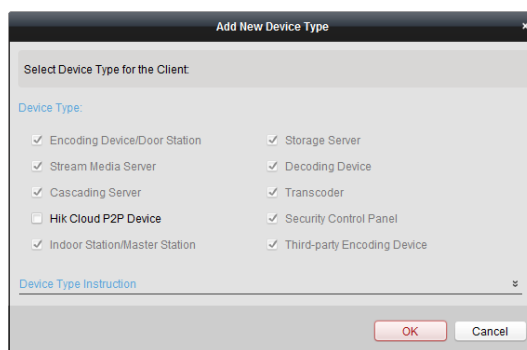 Add New Device Type
Select Device Type for the Client:
Device Type:
Encoding Device/Door Station
Storage Server
Stream Media Server
Decoding Device
Cascading Server
Transcoder
Hik Cloud P2P Device
Security Control Panel
Indoor Station/Master Station
Third-party Encoding Device
Device Type Instruction
OK
Cancel